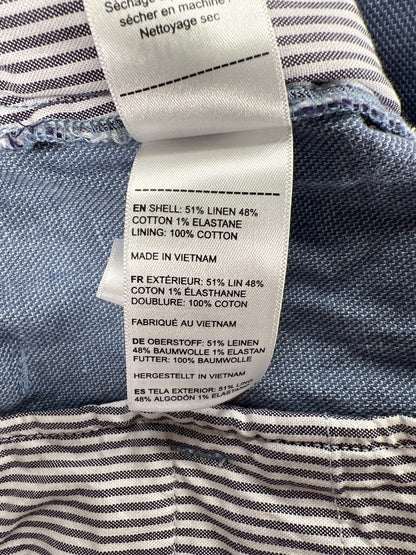 sécher en machine
Nettoyage sec
EN SHELL: 51% LINEN 48%
COTTON 1% ELASTANE
LINING: 100% COTTON
MADE IN VIETNAM
FR EXTÉRIEUR: 51% LIN 48%
COTON 1% ÉLASTHANNE
DOUBLURE: 100% COTON
FABRIQUÉ AU VIETNAM
DE OBERSTOFF: 51% LEINEN
48% BAUMWOLLE 1% ELASTAN
FUTTER: 100% BAUMWOLLE
HERGESTELLT IN VIETNAM
ES TELA EXTERIOR: 51% LINO
48% ALGODÓN 1% ELASTANE